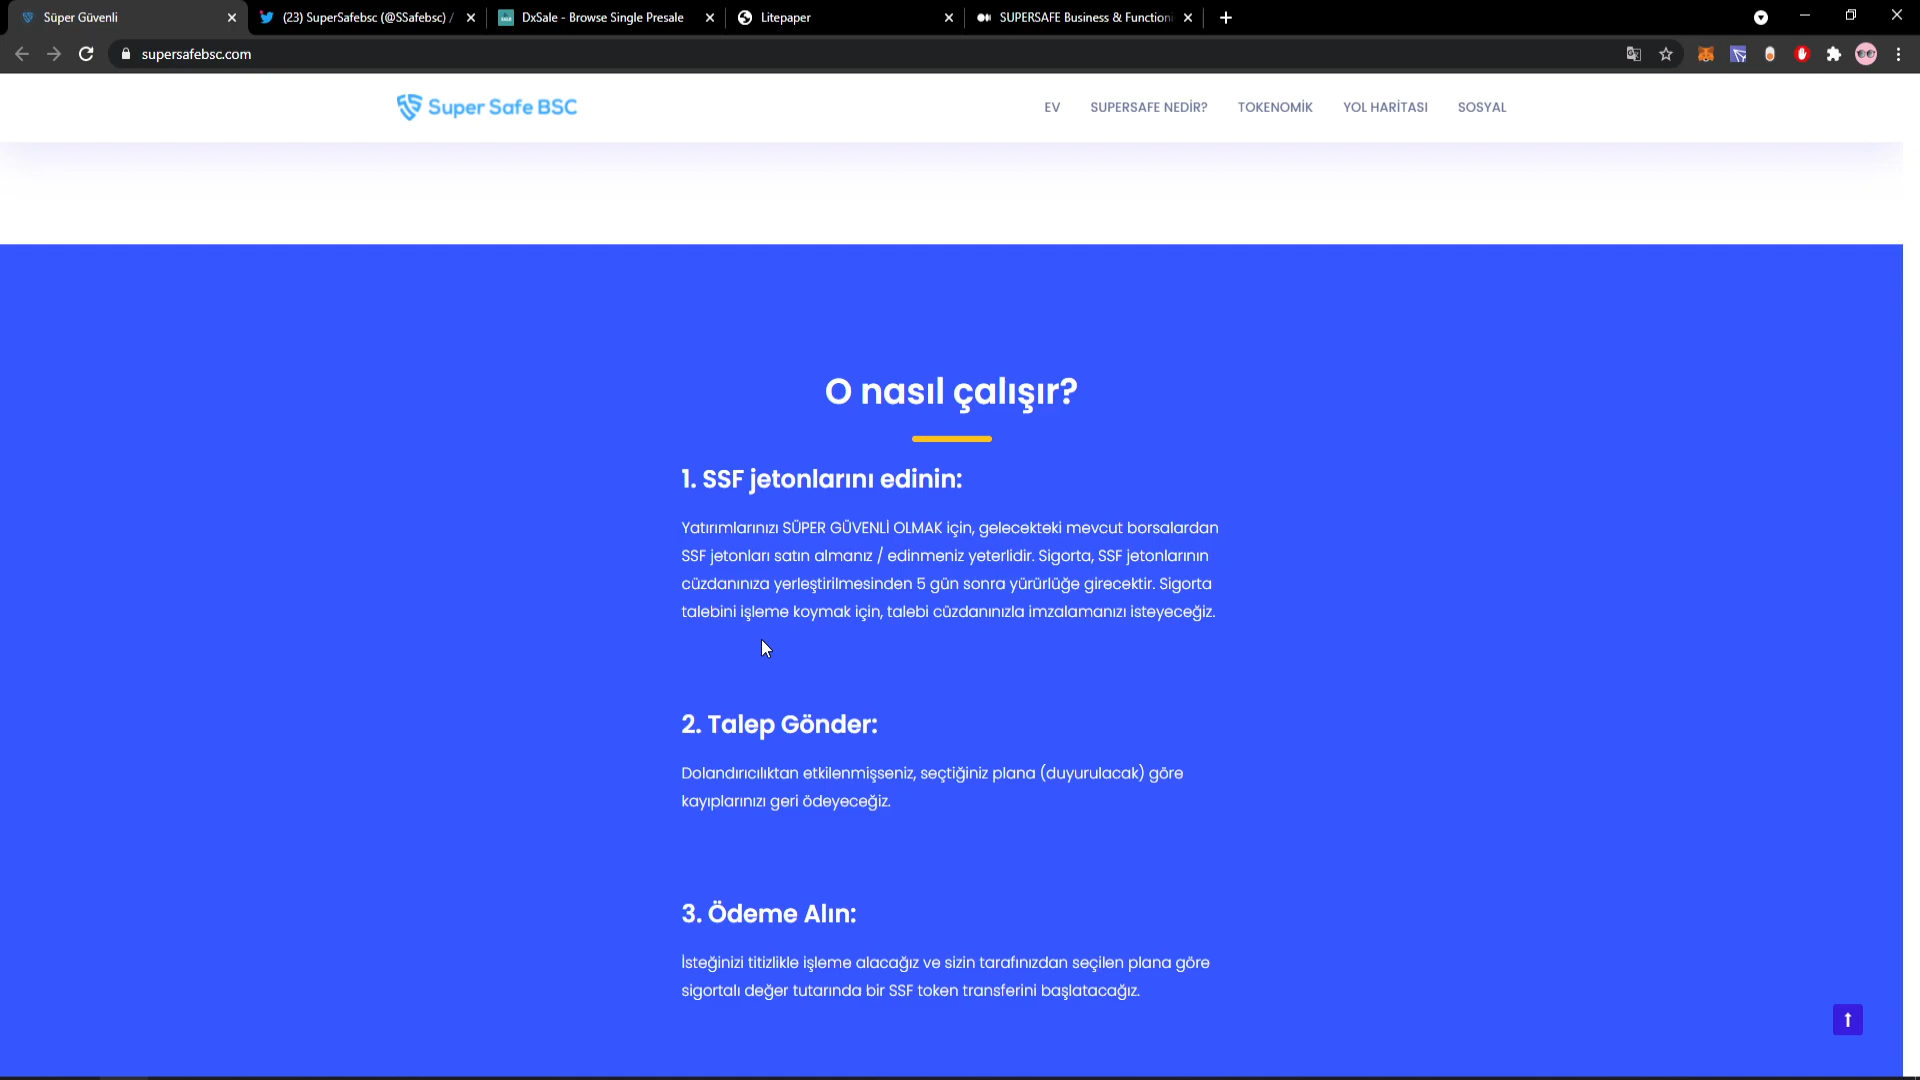 Süper Güvenli
(23) SuperSafebsc (@SSafebsc) /
DxSale - Browse Single Presale
Litepaper
SUPERSAFE Business & Function
supersafebsc.com
Super Safe BSC
EV
SUPERSAFE NEDİR?
TOKENOMİK
YOL HARİTASI
SOSYAL
O nasıl çalışır?
1. SSF jetonlarını edinin:
Yatırımlarınızı SÜPER GÜVENLİ OLMAK için, gelecekteki mevcut borsalardan
SSF jetonları satın almanız / edinmeniz yeterlidir. Sigorta, SSF jetonlarının
cüzdanınıza yerleştirilmesinden 5 gün sonra yürürlüğe girecektir. Sigorta
talebini işleme koymak için, talebi cüzdanınızla imzalamanızı isteyeceğiz.
2. Talep Gönder:
Dolandırıcılıktan etkilenmişseniz, seçtiğiniz plana (duyurulacak) göre
kayıplarınızı geri ödeyeceğiz.
3. Ödeme Alın:
İsteğinizi titizlikle işleme alacağız ve sizin tarafınızdan seçilen plana göre
sigortalı değer tutarında bir SSF token transferini başlatacağız.